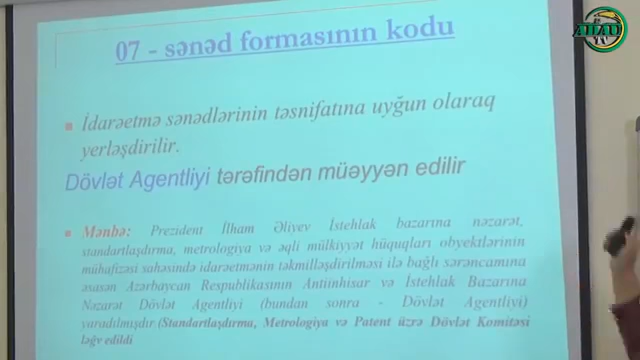 07 - sənəd formasının kodu
İdarəetmə sənədlərinin təsnifatına uyğun olaraq
yerləşdirilir.
Dövlət Agentliyi tərəfindən müəyyən edilir
Mənbə: Prezident İlham Əliyev İstehlak bazarına nəzarət,
standartlaşdırma, metrologiya və əqli mülkiyyət hüquqları obyektlərinin
mühafizəsi sahəsində idarəetmənin təkmilləşdirilməsi ilə bağlı sərəncamına
əsasən Azərbaycan Respublikasının Antiinhisar və İstehlak Bazarına
Nəzarət Dövlət Agentliyi (bundan sonra - Dövlət Agentliyi)
yaradılmışdır (Standartlaşdırma, Metrologiya və Patent üzrə Dövlət Komitəsi
ləğv edildi